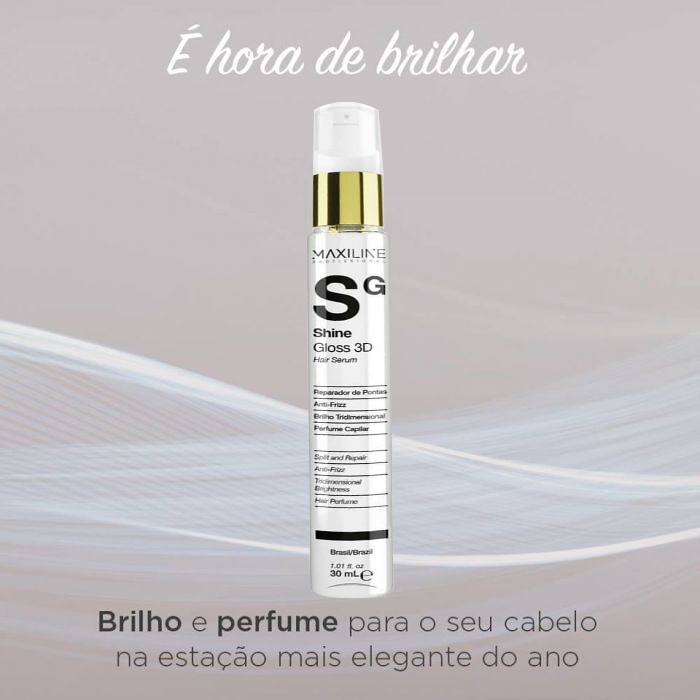 É hora de brilhar
MAXILINE
PROFISSIONAL
SG
Shine
Gloss 3D
Hair Serum
Reparador de Pontas
Anti-Frizz
Brilho Tridimensional
Perfume Capilar
Split and Repair
Anti-Frizz
Tridimensional
Brightness
Hair Perfume
Brasil/Brazil
1.01 fl. oz
30 mL℮
Brilho e perfume para o seu cabelo
na estação mais elegante do ano